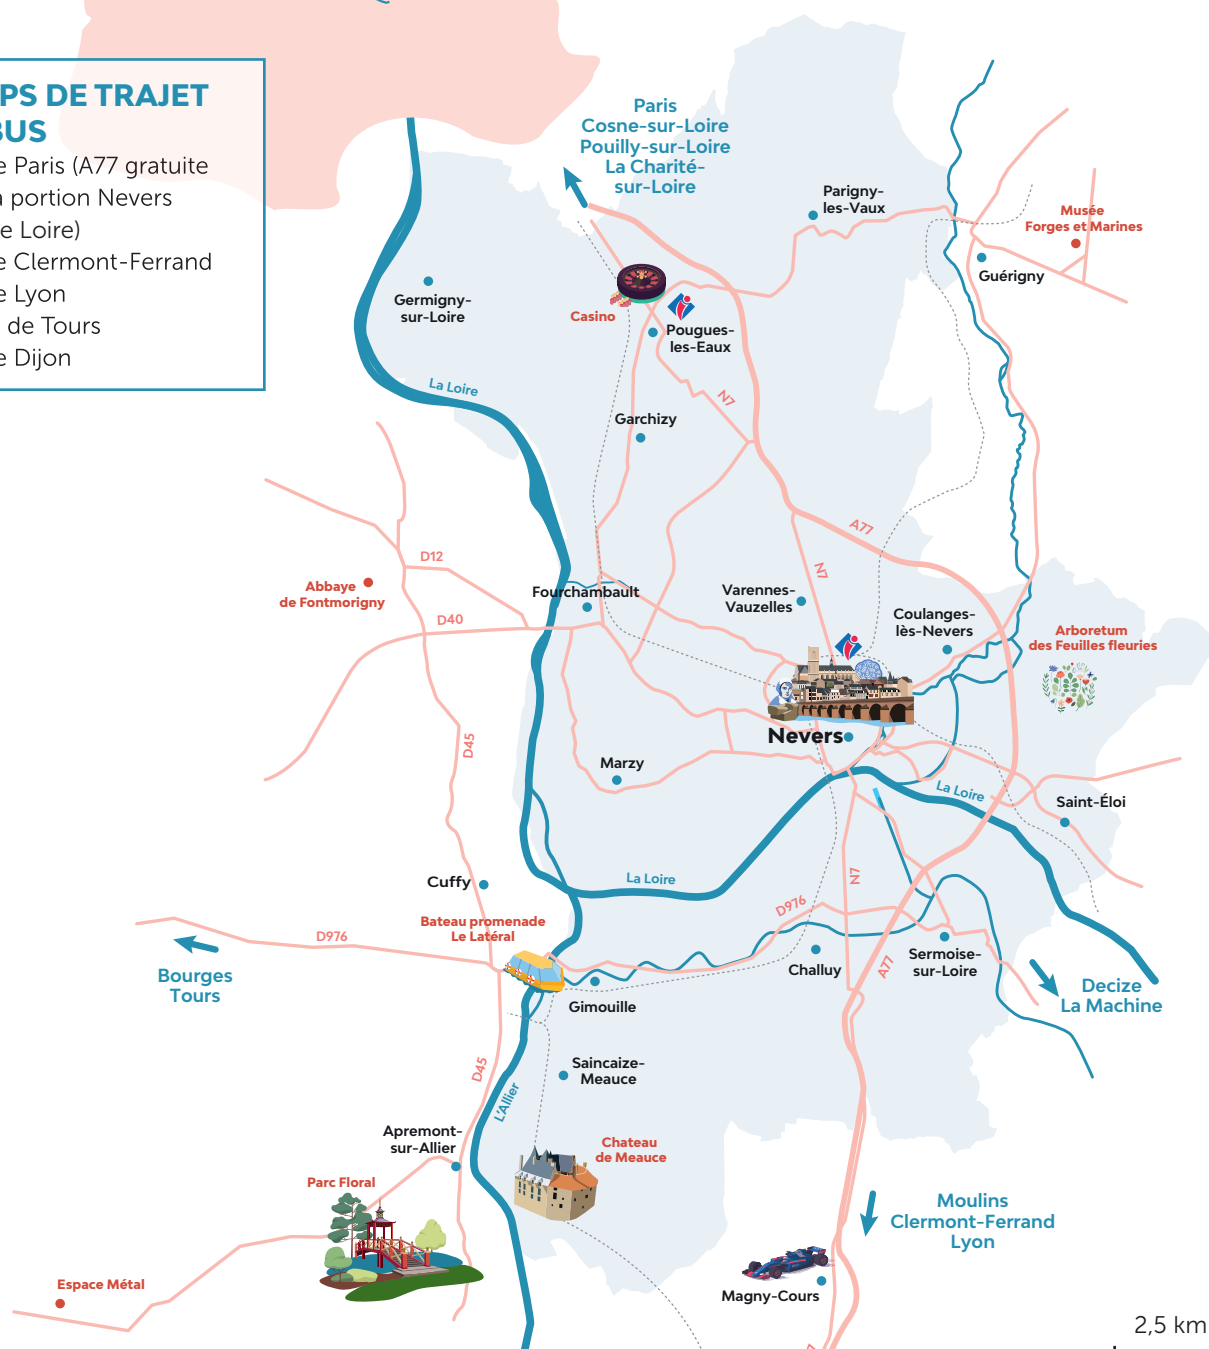 PS DE TRAJET
BUS
e Paris (A77 gratuite
a portion Nevers
e Loire)
e Clermont-Ferrand
e Lyon
de Tours
e Dijon
Paris
Cosne-sur-Loire
Pouilly-sur-Loire
La Charité-
sur-Loire
Parigny-
les-Vaux
Musée
Forges et Marines
Guérigny
Germigny-
sur-Loire
Casino
Pougues-
les-Eaux
La Loire
N7
Garchizy
A77
D12
N7
Abbaye
de Fontmorigny
Fourchambault
Varennes-
Vauzelles
Coulanges-
lès-Nevers
D40
Arboretum
des Feuilles fleuries
D45
Nevers
Marzy
La Loire
Saint-Éloi
Cuffy
La Loire
N7
D976
Bateau promenade
Le Latéral
D976
Bourges
Tours
Challuy
A77
Sermoise-
sur-Loire
Decize
La Machine
Gimouille
Saincaize-
Meauce
D45
L'Allier
Apremont-
sur-Allier
Chateau
de Meauce
Parc Floral
Moulins
Clermont-Ferrand
Lyon
Espace Métal
Magny-Cours
2,5 km
7